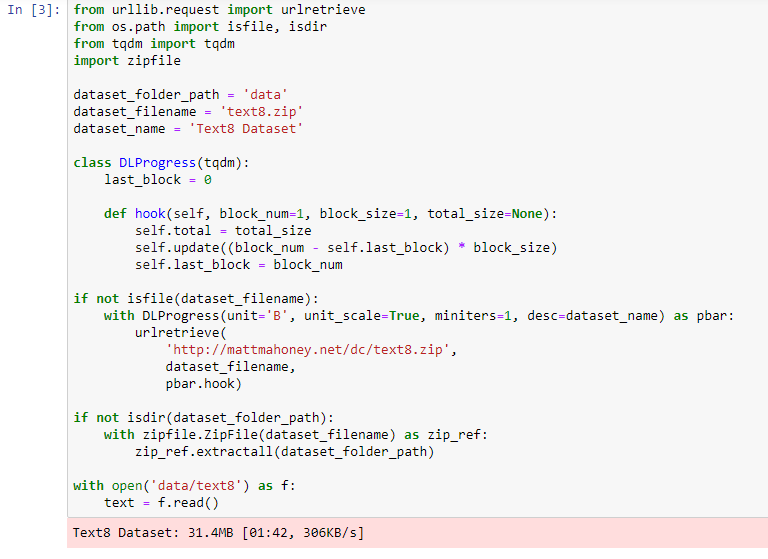 In [3]: from urllib.request import urlretrieve
from os.path import isfile, isdir
from tqdm import tqdm
import zipfile

dataset_folder_path = 'data'
dataset_filename = 'text8.zip'
dataset_name = 'Text8 Dataset'

class DLProgress(tqdm):
    last_block = 0

    def hook(self, block_num=1, block_size=1, total_size=None):
        self.total = total_size
        self.update((block_num - self.last_block) * block_size)
        self.last_block = block_num

if not isfile(dataset_filename):
    with DLProgress(unit='B', unit_scale=True, miniters=1, desc=dataset_name) as pbar:
        urlretrieve(
            'http://mattmahoney.net/dc/text8.zip',
            dataset_filename,
            pbar.hook)

if not isdir(dataset_folder_path):
    with zipfile.ZipFile(dataset_filename) as zip_ref:
        zip_ref.extractall(dataset_folder_path)

with open('data/text8') as f:
    text = f.read()
Text8 Dataset: 31.4MB [01:42, 306KB/s]